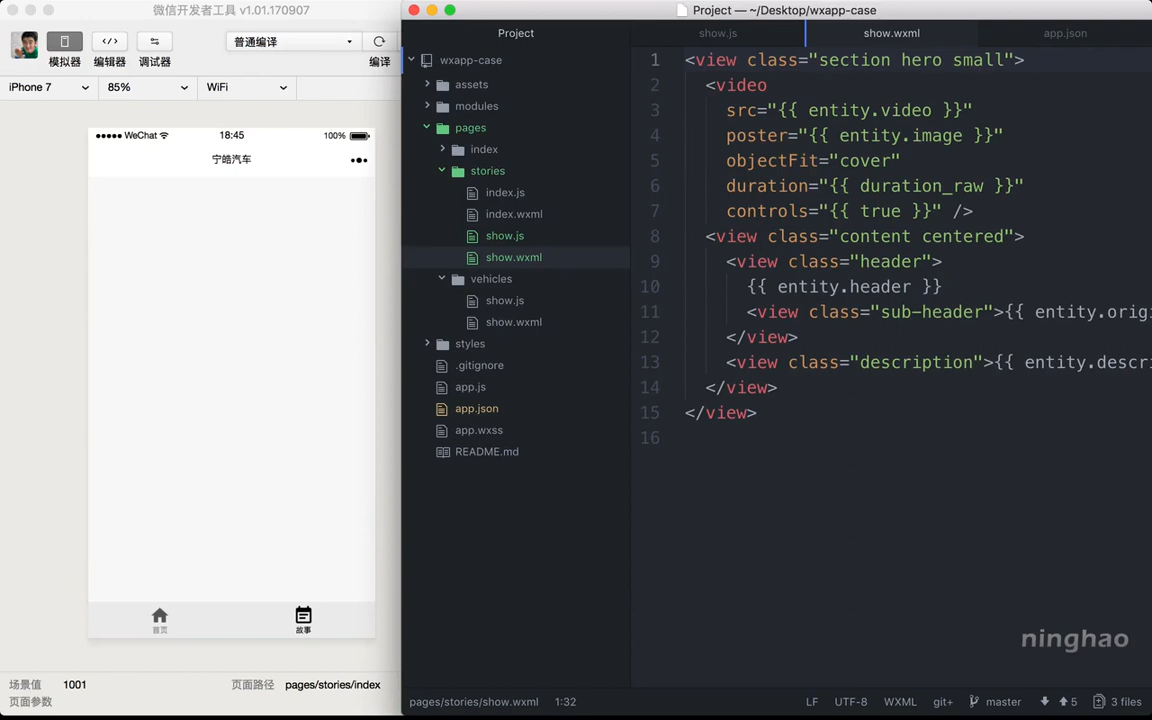 微信开发者工具 v1.01.170907
模拟器
编辑器
调试器
普通编译
编译
iPhone 7
85%
WiFi
WeChat
18:45
100%
宁皓汽车
首页
故事
场景值
1001
页面路径
pages/stories/index
页面参数
Project — ~/Desktop/wxapp-case
Project
wxapp-case
assets
modules
pages
index
stories
index.js
index.wxml
show.js
show.wxml
vehicles
show.js
show.wxml
styles
.gitignore
app.js
app.json
app.wxss
README.md
show.js
show.wxml
app.json
1 <view class="section hero small">
2 <video
3 src="{{ entity.video }}"
4 poster="{{ entity.image }}"
5 objectFit="cover"
6 duration="{{ duration_raw }}"
7 controls="{{ true }}" />
8 <view class="content centered">
9 <view class="header">
10 {{ entity.header }}
11 <view class="sub-header">{{ entity.origi
12 </view>
13 <view class="description">{{ entity.descri
14 </view>
15 </view>
16
ninghao
pages/stories/show.wxml
1:32
LF
UTF-8
WXML
git+
master
5
3 files